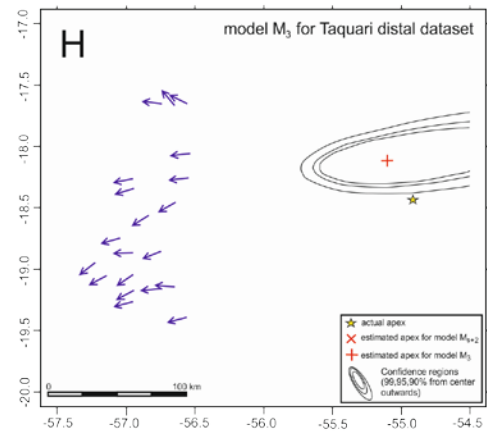 H
model M3 for Taquari distal dataset
-17.0
-17.5
-18.0
-18.5
-19.0
-19.5
-20.0
actual apex
estimated apex for model Ms+2
estimated apex for model M3
Confidence regions
(99,95,90% from center
outwards)
0 100 km
-57.5 -57.0 -56.5 -56.0 -55.5 -55.0 -54.5